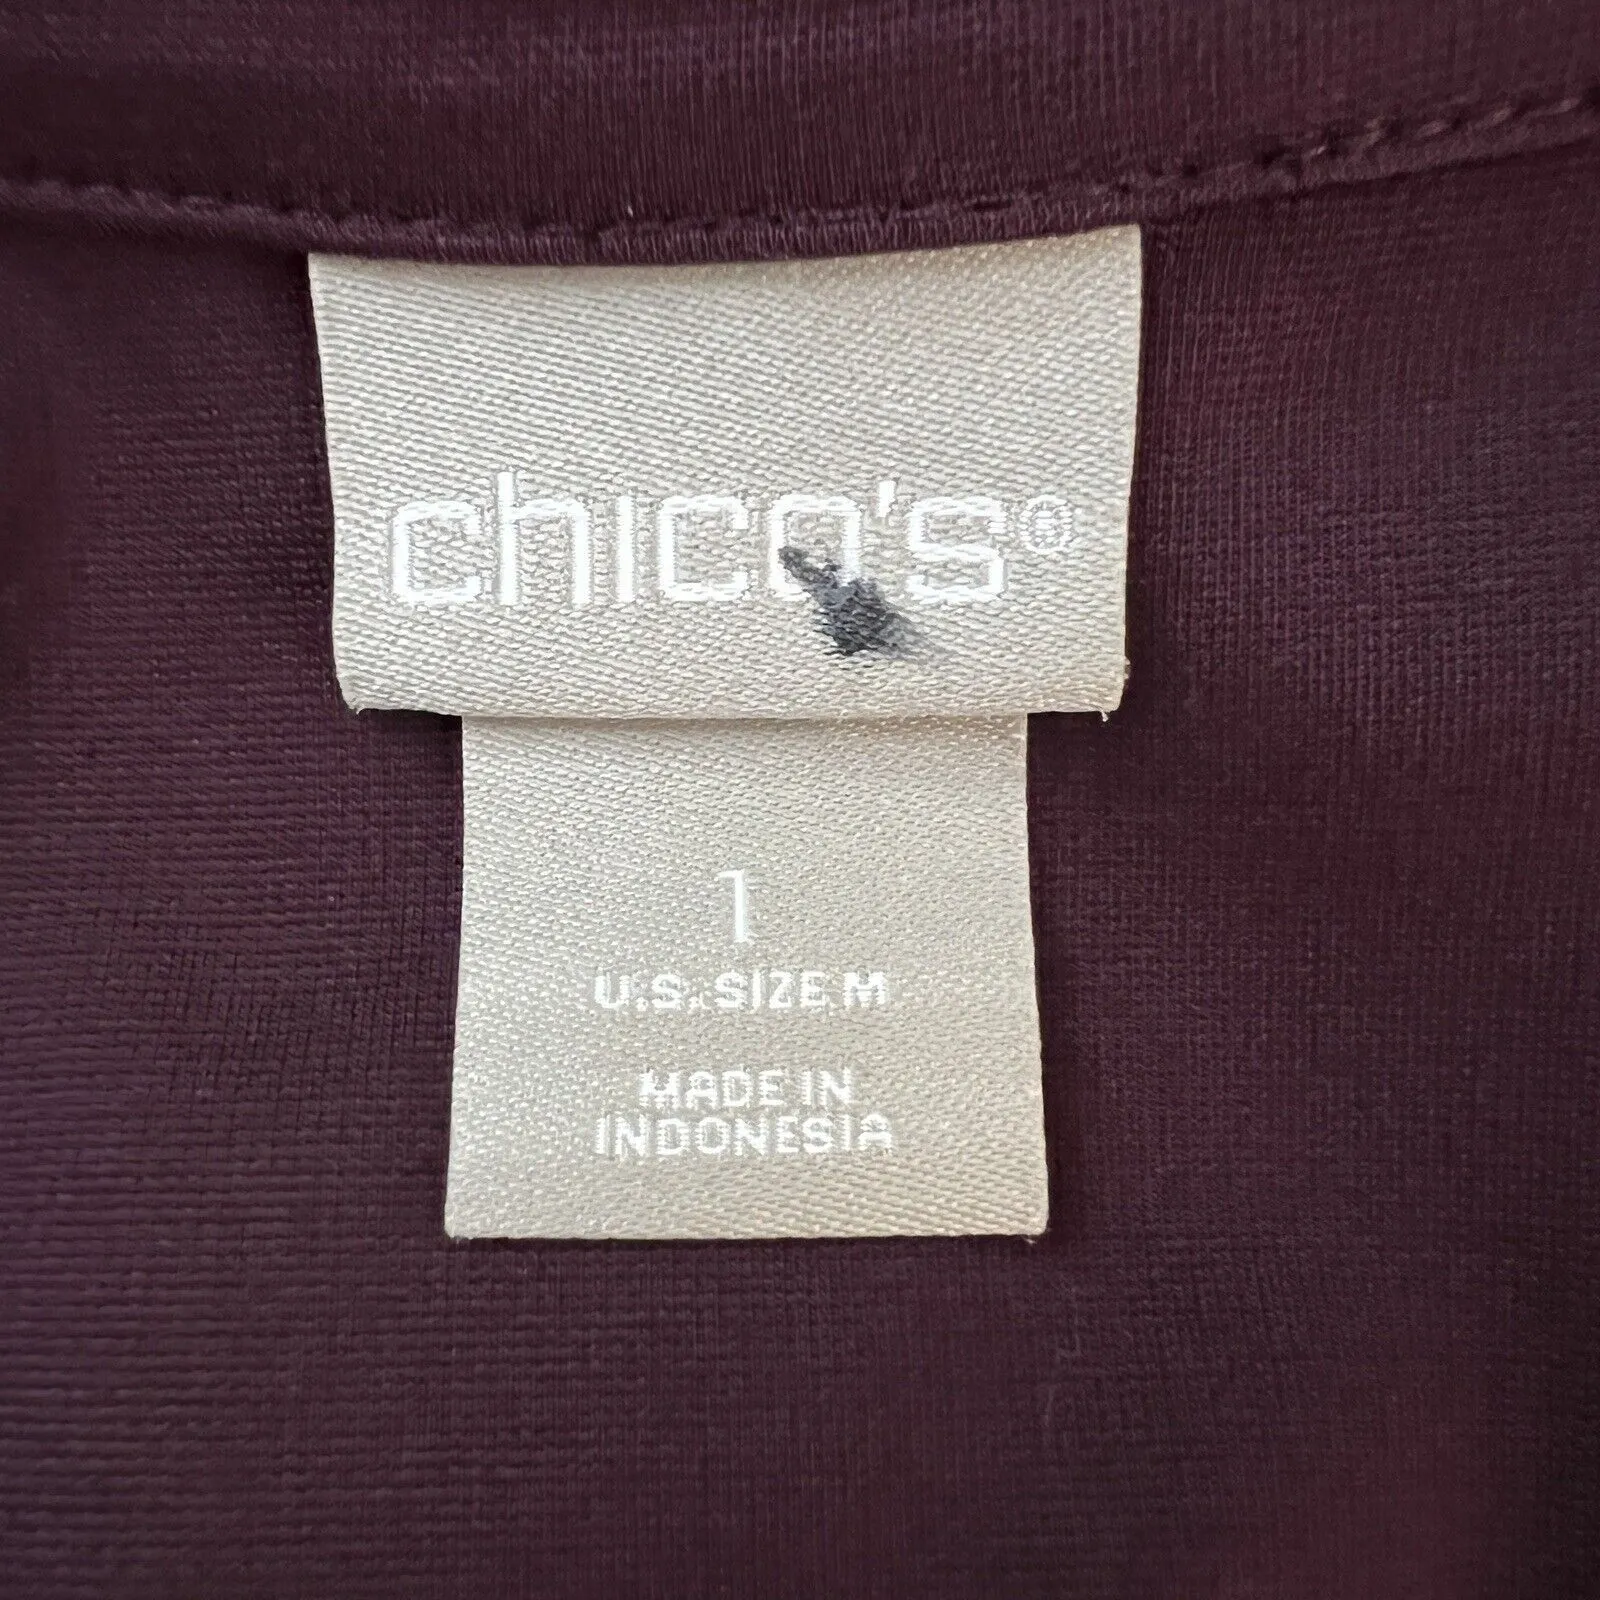 chico's®
1
U.S. SIZE M
MADE IN
INDONESIA